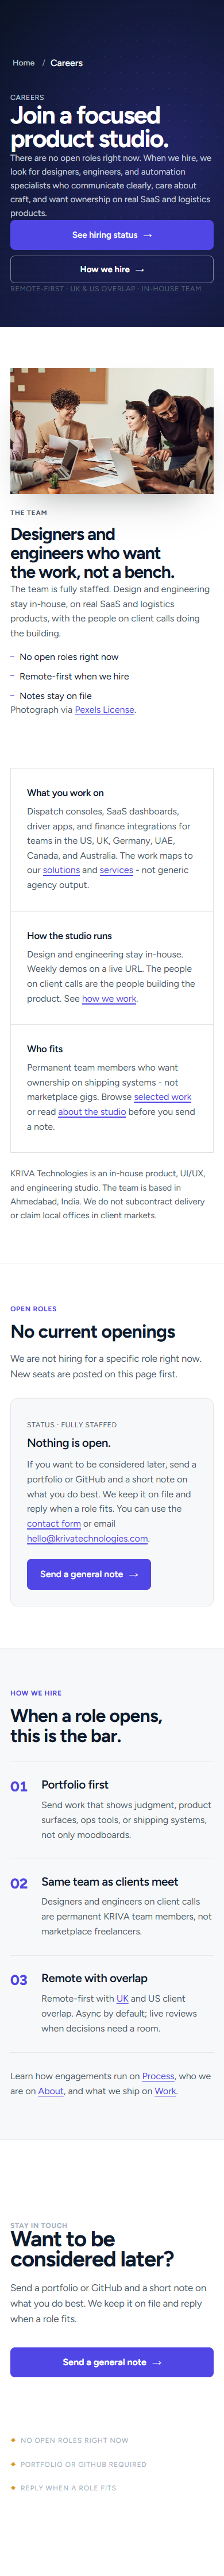 Home / Careers
CAREERS
Join a focused
product studio.
There are no open roles right now. When we hire, we
look for designers, engineers, and automation
specialists who communicate clearly, care about
craft, and want ownership on real SaaS and logistics
products.
See hiring status →
How we hire →
REMOTE-FIRST · UK & US OVERLAP · IN-HOUSE TEAM
THE TEAM
Designers and
engineers who want
the work, not a bench.
The team is fully staffed. Design and engineering
stay in-house, on real SaaS and logistics
products, with the people on client calls doing
the building.
– No open roles right now
– Remote-first when we hire
– Notes stay on file
Photograph via Pexels License.
What you work on
Dispatch consoles, SaaS dashboards,
driver apps, and finance integrations for
teams in the US, UK, Germany, UAE,
Canada, and Australia. The work maps to
our solutions and services - not generic
agency output.
How the studio runs
Design and engineering stay in-house.
Weekly demos on a live URL. The people
on client calls are the people building the
product. See how we work.
Who fits
Permanent team members who want
ownership on shipping systems - not
marketplace gigs. Browse selected work
or read about the studio before you send
a note.
KRIVA Technologies is an in-house product, UI/UX,
and engineering studio. The team is based in
Ahmedabad, India. We do not subcontract delivery
or claim local offices in client markets.
OPEN ROLES
No current openings
We are not hiring for a specific role right now.
New seats are posted on this page first.
STATUS · FULLY STAFFED
Nothing is open.
If you want to be considered later, send a
portfolio or GitHub and a short note on
what you do best. We keep it on file and
reply when a role fits. You can use the
contact form or email
hello@krivatechnologies.com.
Send a general note →
HOW WE HIRE
When a role opens,
this is the bar.
01 Portfolio first
Send work that shows judgment, product
surfaces, ops tools, or shipping systems,
not only moodboards.
02 Same team as clients meet
Designers and engineers on client calls
are permanent KRIVA team members, not
marketplace freelancers.
03 Remote with overlap
Remote-first with UK and US client
overlap. Async by default; live reviews
when decisions need a room.
Learn how engagements run on Process, who we
are on About, and what we ship on Work.
STAY IN TOUCH
Want to be
considered later?
Send a portfolio or GitHub and a short note on
what you do best. We keep it on file and reply
when a role fits.
Send a general note →
✦ NO OPEN ROLES RIGHT NOW
✦ PORTFOLIO OR GITHUB REQUIRED
✦ REPLY WHEN A ROLE FITS